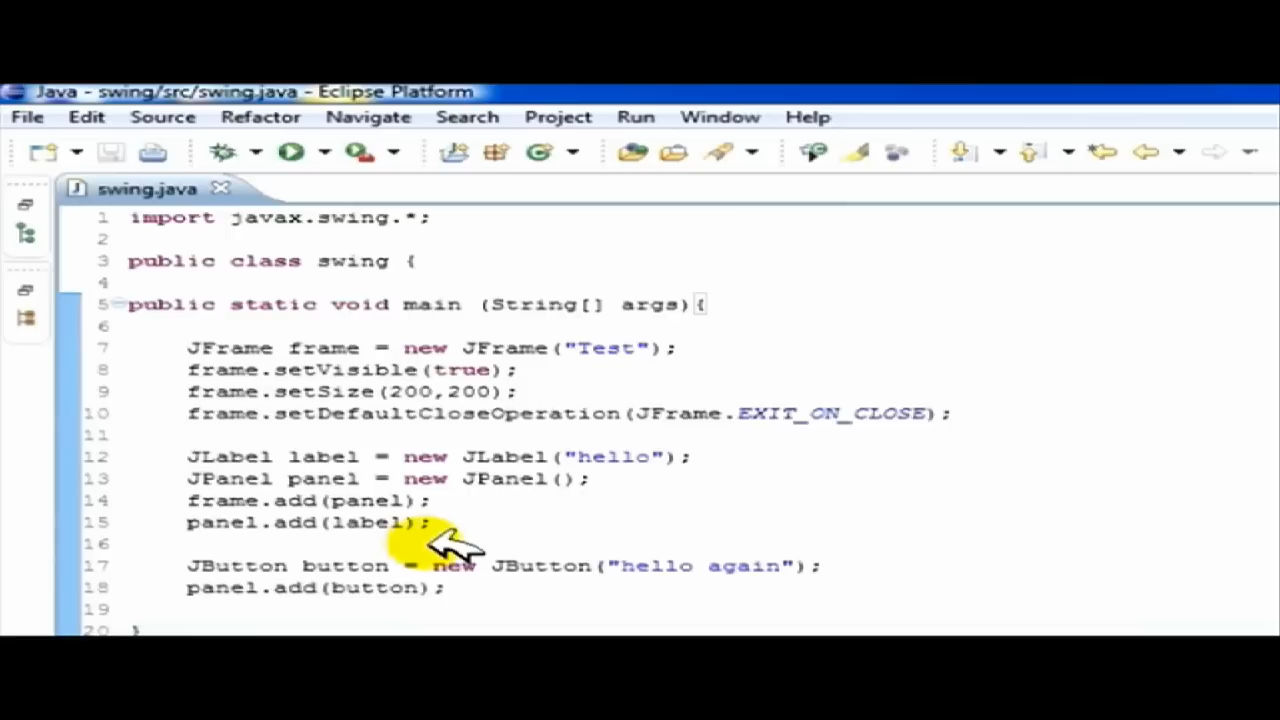 Java - swing/src/swing.java - Eclipse Platform
File Edit Source Refactor Navigate Search Project Run Window Help
swing.java
1 import javax.swing.*;
2
3 public class swing {
4
5 public static void main (String[] args){
6
7 JFrame frame = new JFrame("Test");
8 frame.setVisible(true);
9 frame.setSize(200,200);
10 frame.setDefaultCloseOperation(JFrame.EXIT_ON_CLOSE);
11
12 JLabel label = new JLabel("hello");
13 JPanel panel = new JPanel();
14 frame.add(panel);
15 panel.add(label);
16
17 JButton button = new JButton("hello again");
18 panel.add(button);
19
20 }